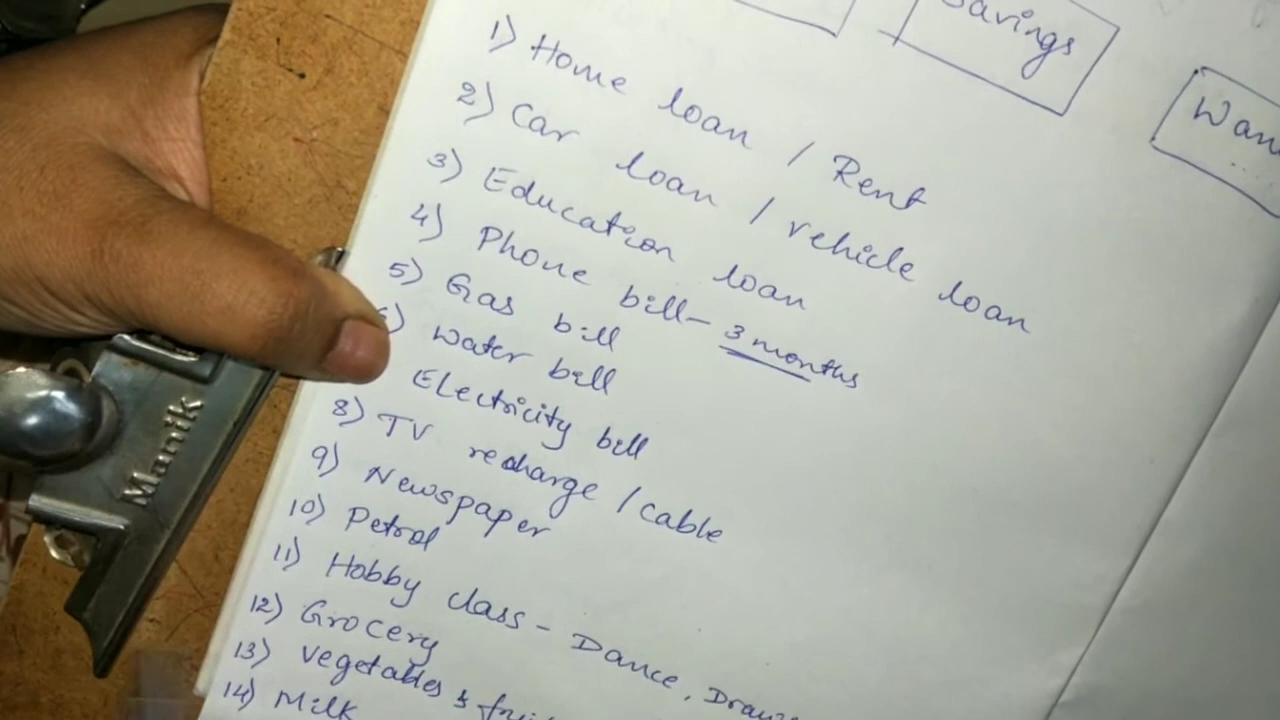 Savings
1) Home loan / Rent
2) Car loan / vehicle loan
3) Education loan
4) Phone bill - 3 months
5) Gas bill
) Water bill
Electricity bill
8) TV recharge / cable
9) Newspaper
10) Petrol
11) Hobby class - Dance,
12) Grocery
13) vegetables &
14) Milk
Manik